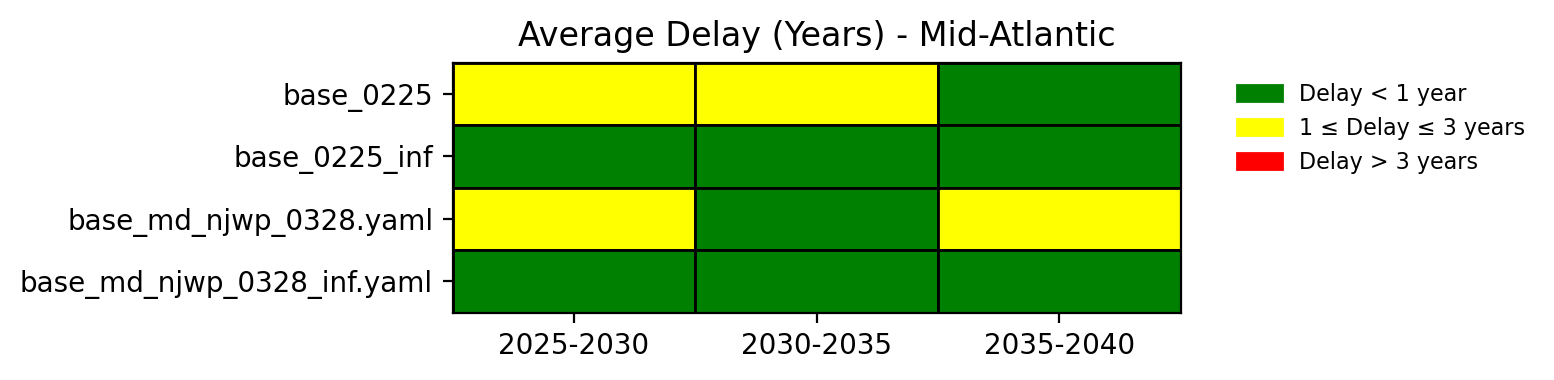 Average Delay (Years) - Mid-Atlantic
base_0225
base_0225_inf
base_md_njwp_0328.yaml
base_md_njwp_0328_inf.yaml
2025-2030
2030-2035
2035-2040
Delay < 1 year
1 ≤ Delay ≤ 3 years
Delay > 3 years